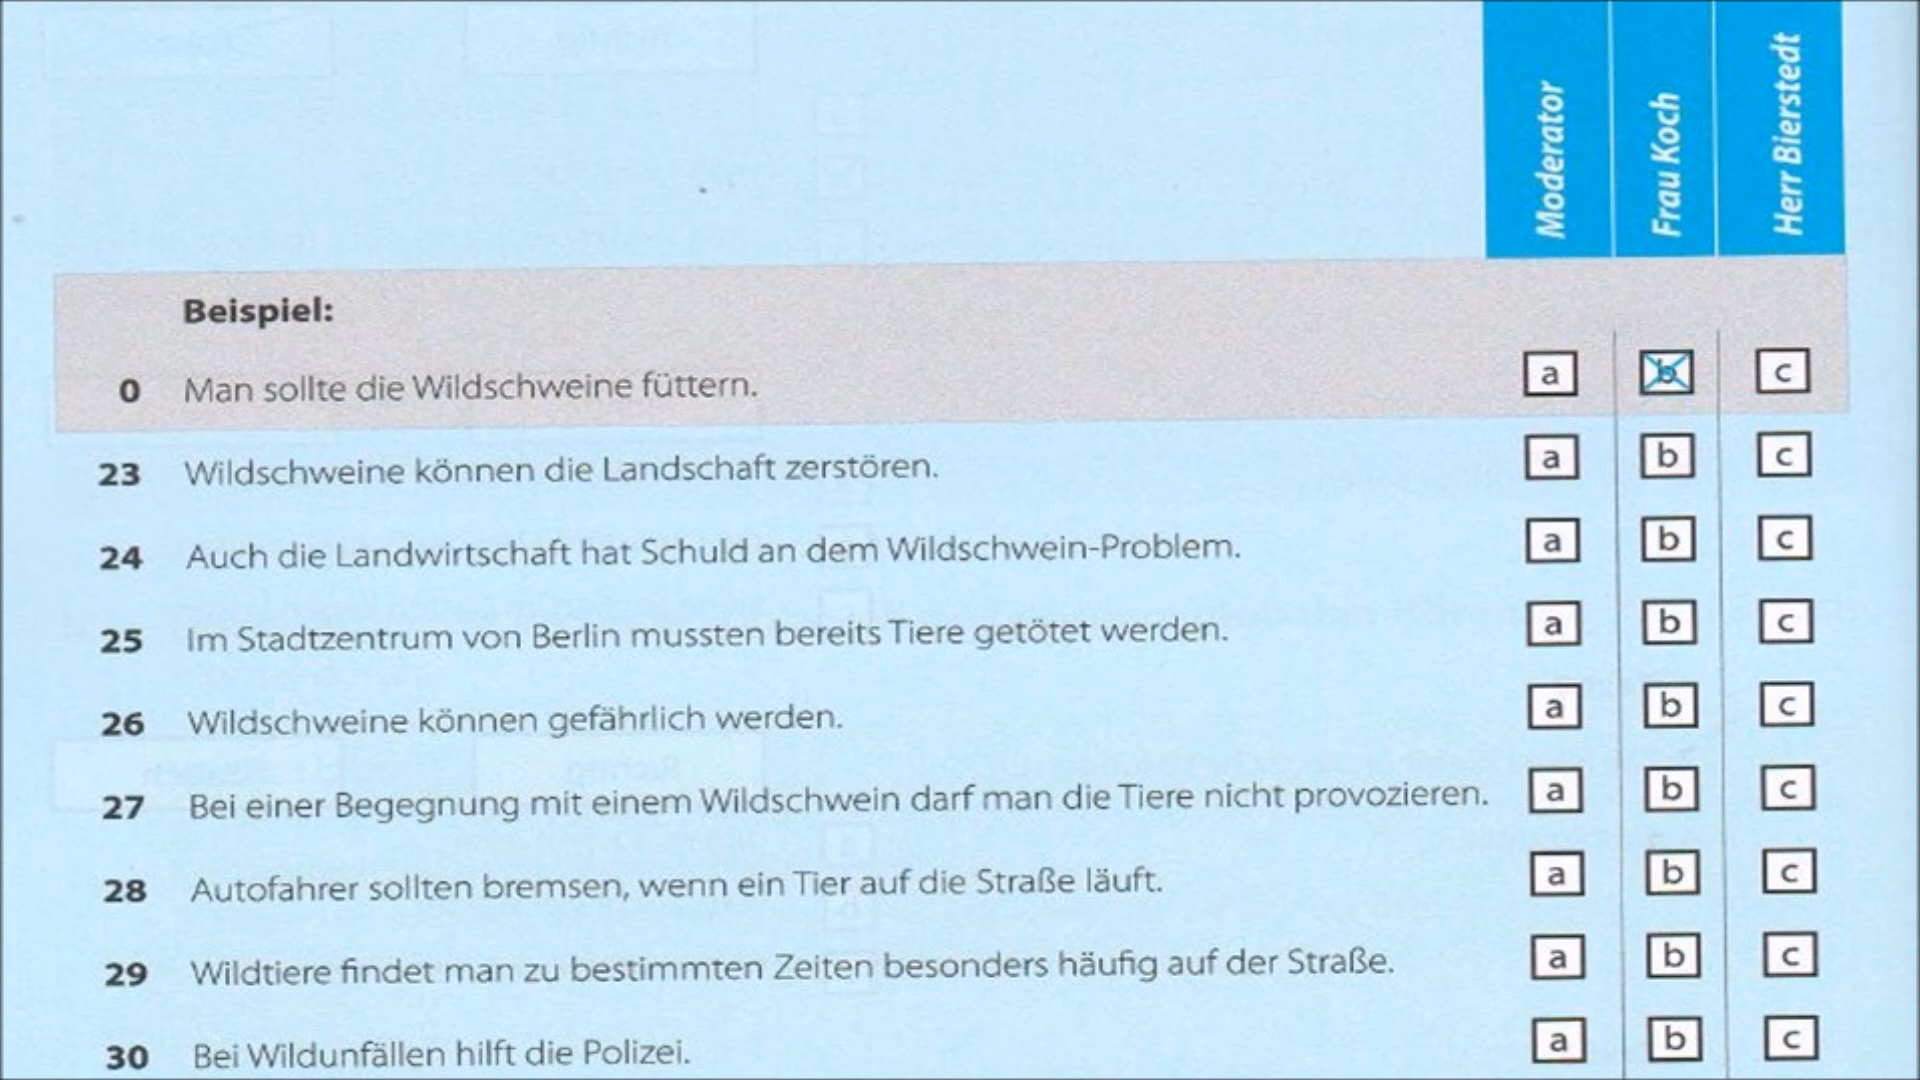 Moderator
Frau Koch
Herr Bierstedt
Beispiel:
0 Man sollte die Wildschweine füttern. a b c
23 Wildschweine können die Landschaft zerstören. a b c
24 Auch die Landwirtschaft hat Schuld an dem Wildschwein-Problem. a b c
25 Im Stadtzentrum von Berlin mussten bereits Tiere getötet werden. a b c
26 Wildschweine können gefährlich werden. a b c
27 Bei einer Begegnung mit einem Wildschwein darf man die Tiere nicht provozieren. a b c
28 Autofahrer sollten bremsen, wenn ein Tier auf die Straße läuft. a b c
29 Wildtiere findet man zu bestimmten Zeiten besonders häufig auf der Straße. a b c
30 Bei Wildunfällen hilft die Polizei. a b c